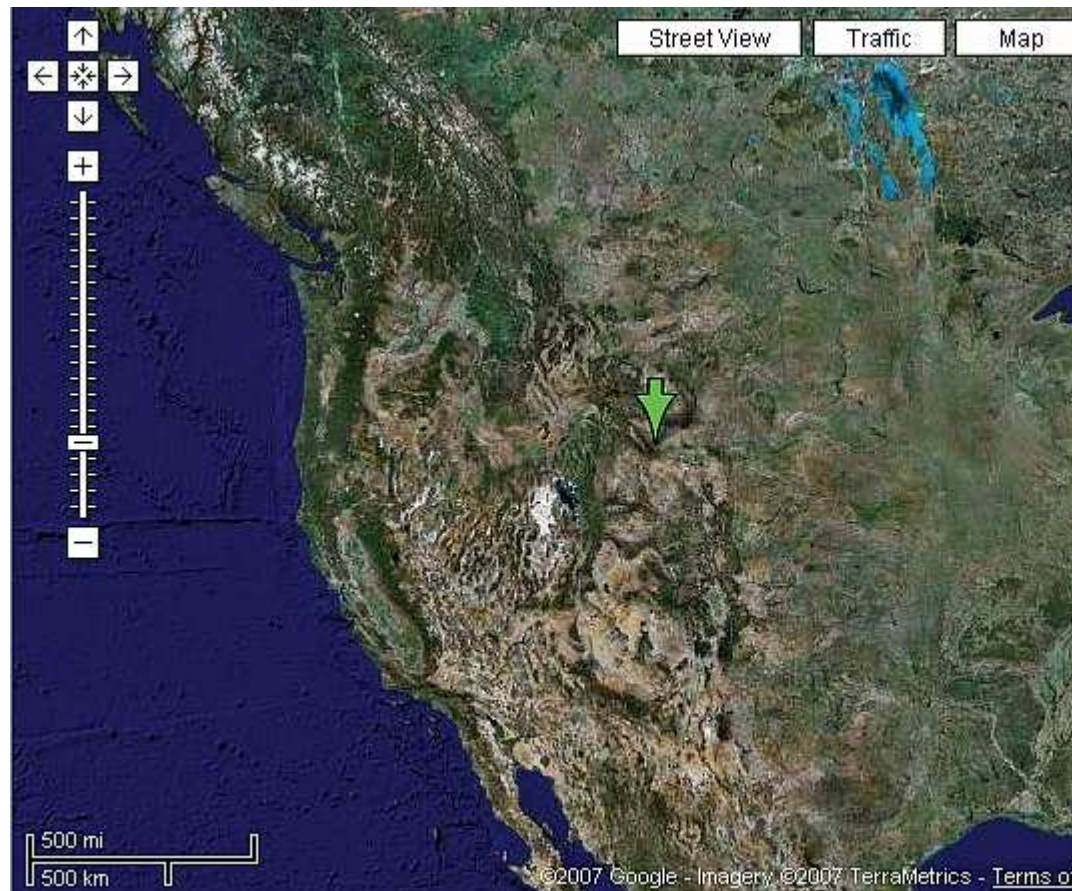 Street View Traffic Map
500 mi
500 km
©2007 Google - Imagery ©2007 TerraMetrics - Terms of